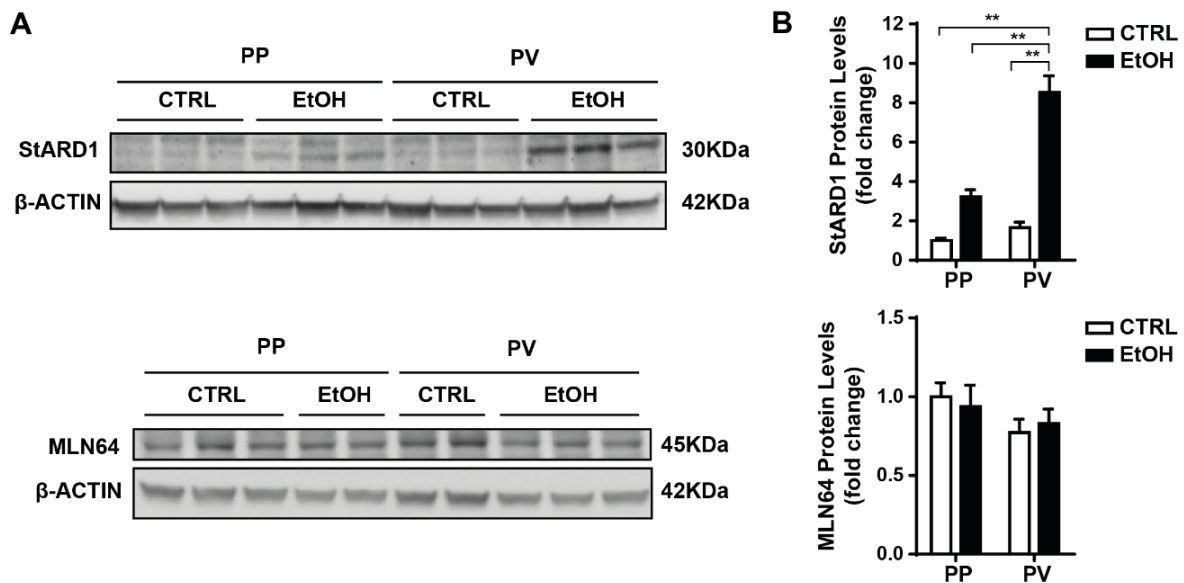 A
PP PV
CTRL EtOH CTRL EtOH
StARD1 30KDa
β-ACTIN 42KDa
PP PV
CTRL EtOH CTRL EtOH
MLN64 45KDa
β-ACTIN 42KDa
B
StARD1 Protein Levels
(fold change)
12
10
8
6
4
2
0
**
**
**
PP PV
CTRL
EtOH
MLN64 Protein Levels
(fold change)
1.5
1.0
0.5
0.0
PP PV
CTRL
EtOH